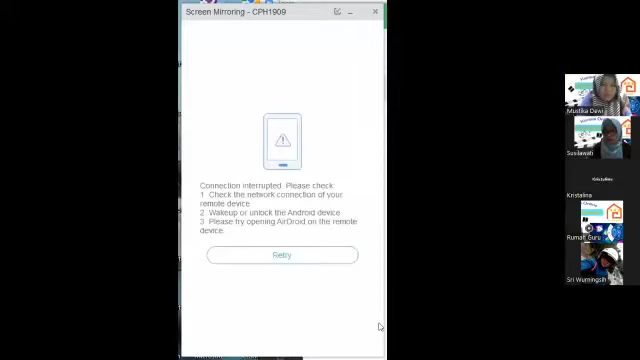 Screen Mirroring - CPH1909
Connection interrupted Please check
1 Check the network connection of your
remote device
2 Wakeup or unlock the Android device
3 Please try opening AirDroid on the remote
device
Retry
Mustika Dewi
Susilawati
Kristalina
Kristalina
Rumah Guru
Sri Wurningsih